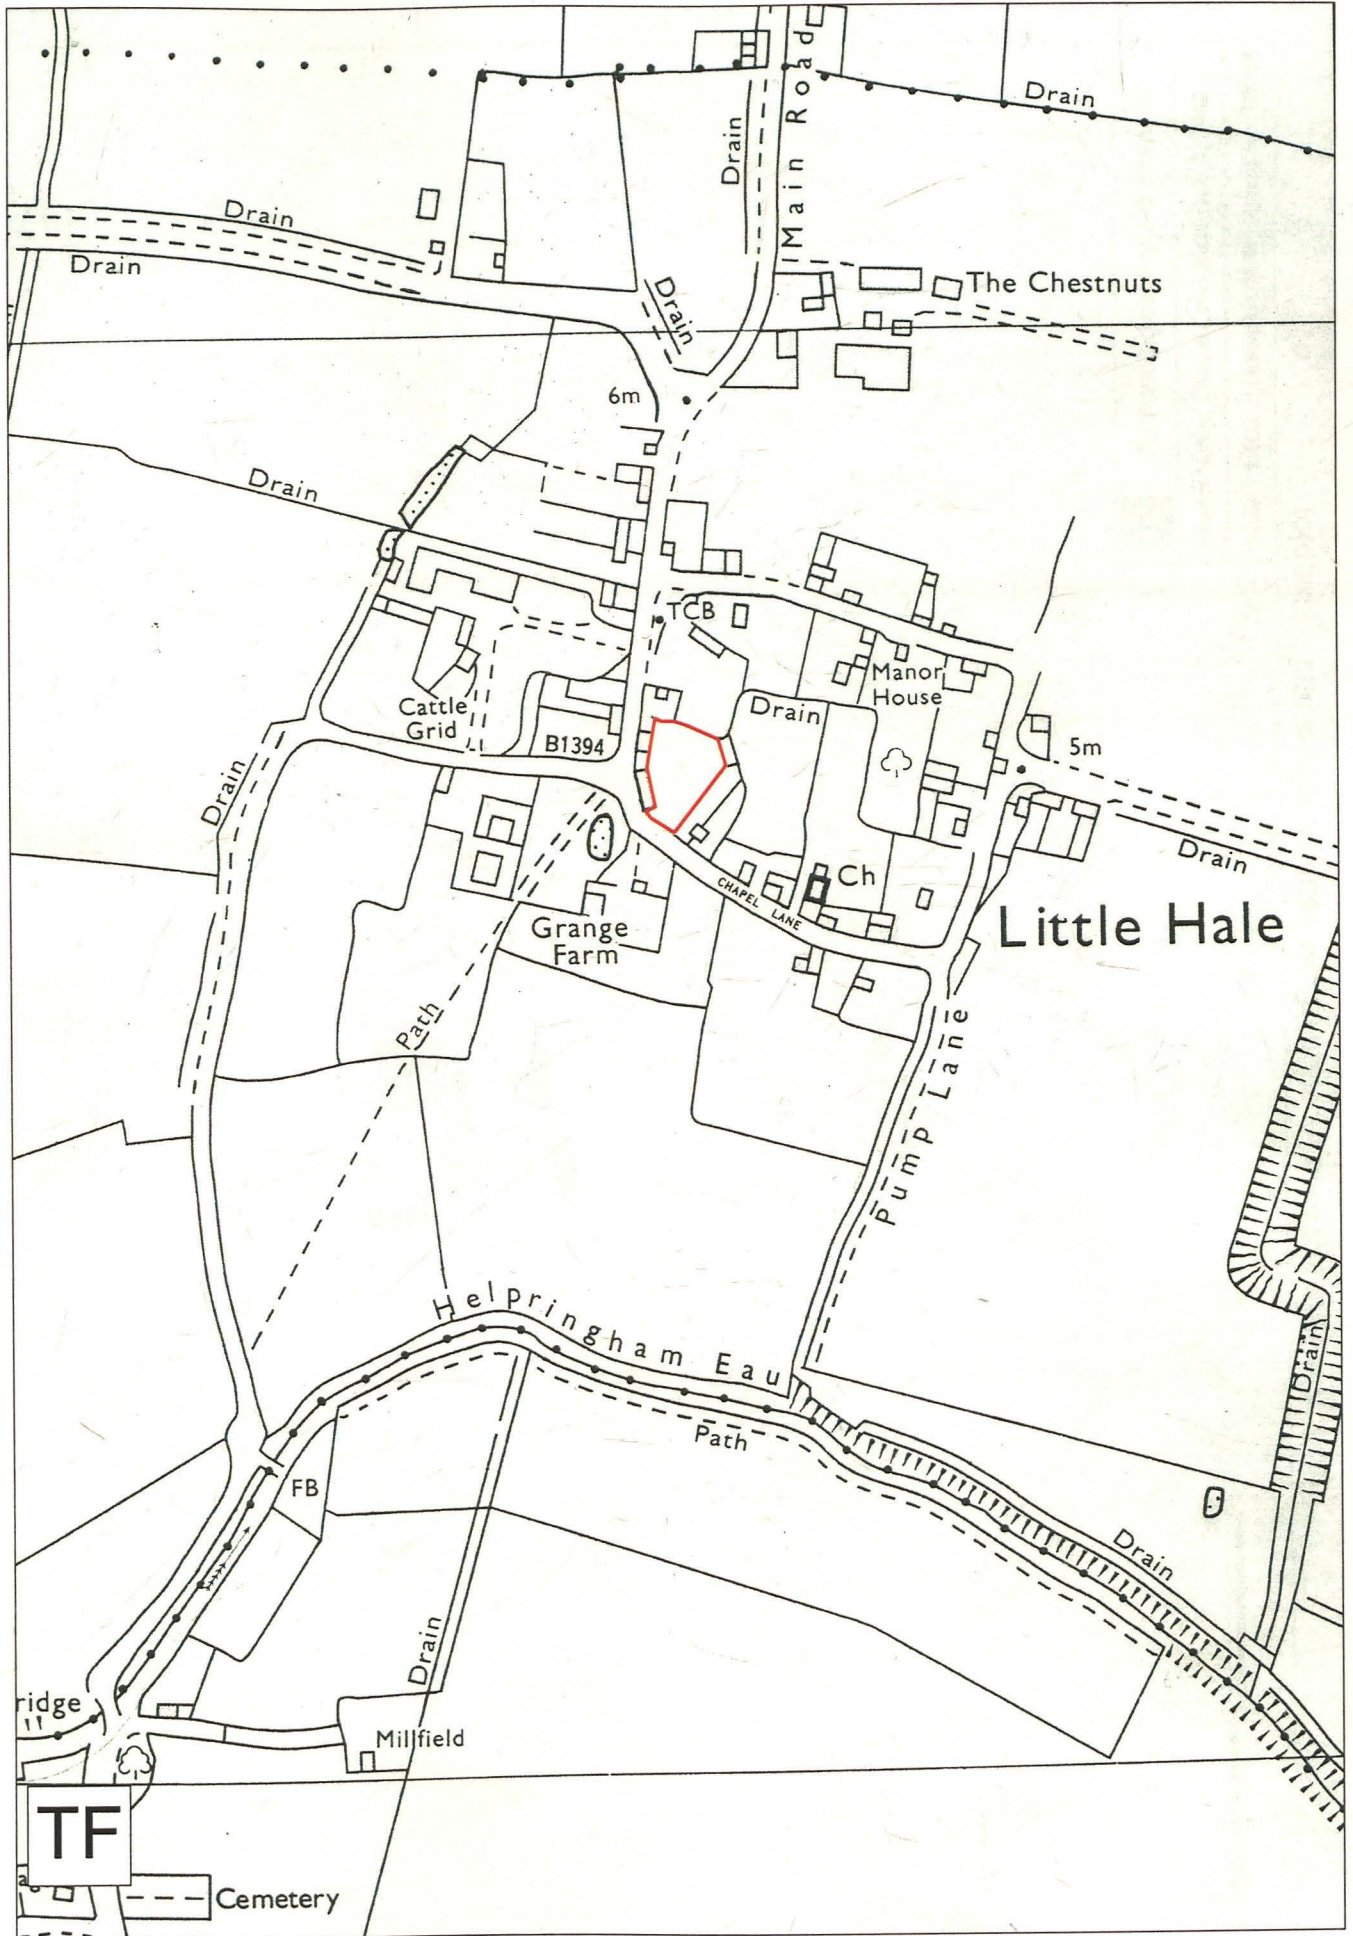 Main Road
Drain
Drain
Drain
Drain
The Chestnuts
Drain
6m
Drain
TCB
Manor
House
Cattle
Grid
Drain
B1394
5m
Drain
Drain
Ch
CHAPEL LANE
Little Hale
Grange
Farm
Path
Pump Lane
Helpringham Eau
Drain
Path
FB
Drain
Drain
ridge
Millfield
TF
Cemetery